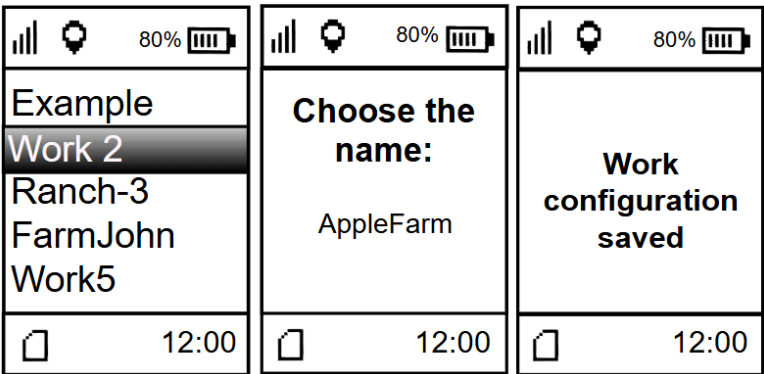 80%
Example
Work 2
Ranch-3
FarmJohn
Work5
12:00
80%
Choose the
name:
AppleFarm
12:00
80%
Work
configuration
saved
12:00